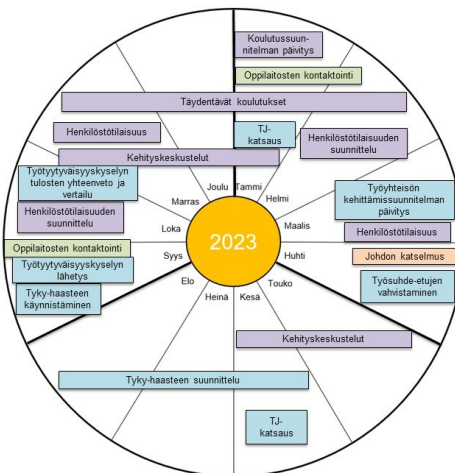 Koulutussuun-
nitelman päivitys
Oppilaitosten kontaktointi
Täydentävät koulutukset
Henkilöstötilaisuus
TJ-
katsaus
Henkilöstötilaisuuden
suunnittelu
Kehityskeskustelut
Työtyytyväisyyskyselyn
tulosten yhteenveto ja
vertailu
Joulu
Tammi
Marras
Helmi
Työyhteisön
kehittämissuunnitelman
päivitys
Henkilöstötilaisuuden
suunnittelu
Loka
Maalis
Henkilöstötilaisuus
Oppilaitosten kontaktointi
2023
Syys
Huhti
Johdon katselmus
Työtyytyväisyyskyselyn
lähetys
Elo
Touko
Työsuhde-etujen
vahvistaminen
Tyky-haasteen
käynnistäminen
Heinä
Kesä
Kehityskeskustelut
Tyky-haasteen suunnittelu
TJ-
katsaus